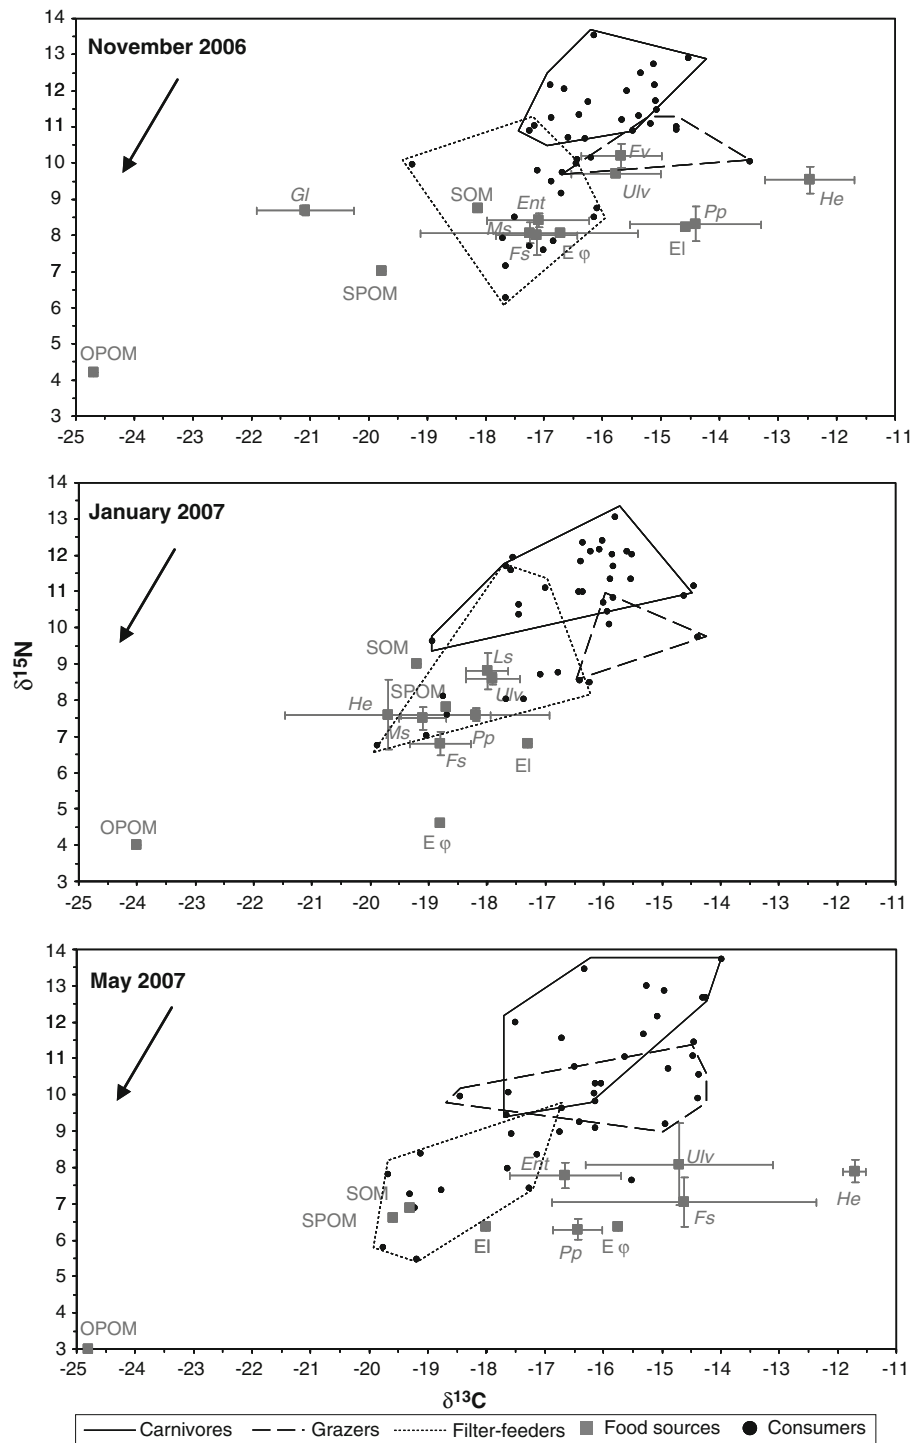 14
13
12
11
10
9
8
7
6
5
4
3
November 2006
Gl
SOM
Ent
Fv
Ulv
He
Ms
Fs
E φ
Pp
El
SPOM
OPOM
-25 -24 -23 -22 -21 -20 -19 -18 -17 -16 -15 -14 -13 -12 -11
δ15N
14
13
12
11
10
9
8
7
6
5
4
3
January 2007
SOM
Ls
Ulv
SPOM
He
Ms
Pp
Fs
El
OPOM
E φ
-25 -24 -23 -22 -21 -20 -19 -18 -17 -16 -15 -14 -13 -12 -11
14
13
12
11
10
9
8
7
6
5
4
3
May 2007
Ent
Ulv
He
SOM
SPOM
El
Pp
E φ
Fs
OPOM
-25 -24 -23 -22 -21 -20 -19 -18 -17 -16 -15 -14 -13 -12 -11
δ13C
Carnivores Grazers Filter-feeders Food sources Consumers